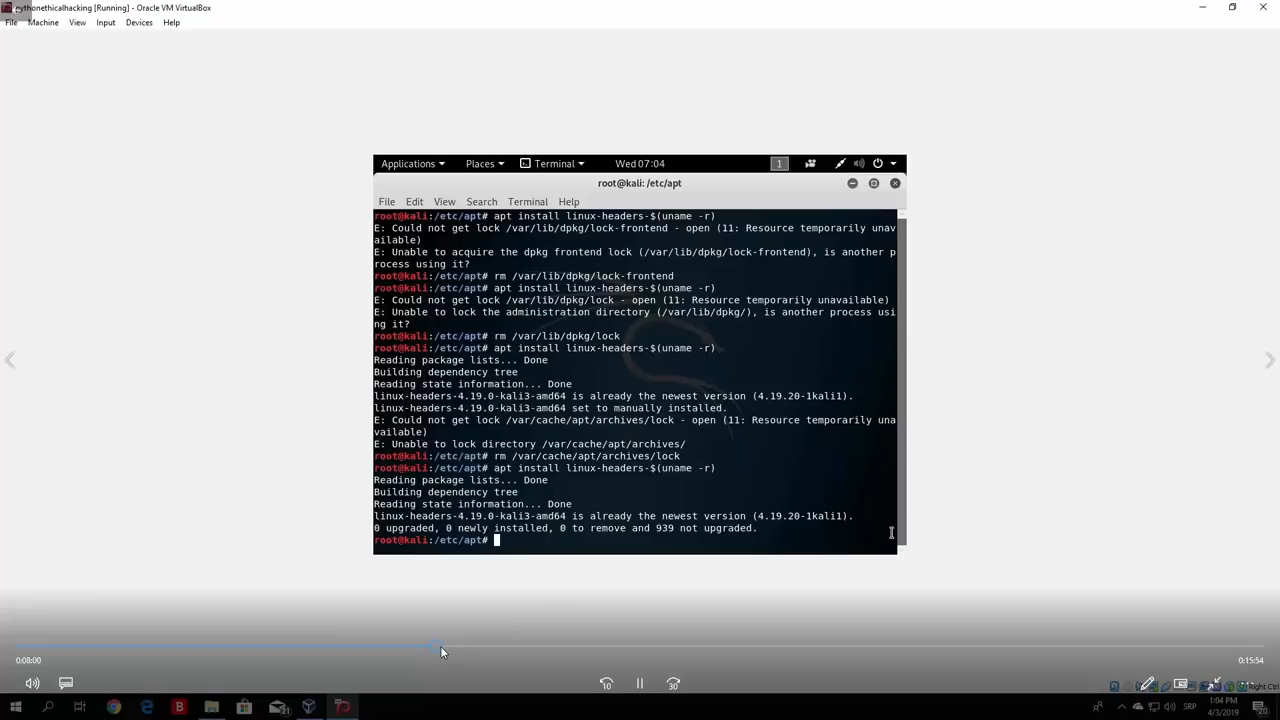 pythonethicalhacking [Running] - Oracle VM VirtualBox
File Machine View Input Devices Help
Applications Places Terminal Wed 07:04 1
root@kali: /etc/apt
File Edit View Search Terminal Help
root@kali:/etc/apt# apt install linux-headers-$(uname -r)
E: Could not get lock /var/lib/dpkg/lock-frontend - open (11: Resource temporarily unav
ailable)
E: Unable to acquire the dpkg frontend lock (/var/lib/dpkg/lock-frontend), is another p
rocess using it?
root@kali:/etc/apt# rm /var/lib/dpkg/lock-frontend
root@kali:/etc/apt# apt install linux-headers-$(uname -r)
E: Could not get lock /var/lib/dpkg/lock - open (11: Resource temporarily unavailable)
E: Unable to lock the administration directory (/var/lib/dpkg/), is another process usi
ng it?
root@kali:/etc/apt# rm /var/lib/dpkg/lock
root@kali:/etc/apt# apt install linux-headers-$(uname -r)
Reading package lists... Done
Building dependency tree
Reading state information... Done
linux-headers-4.19.0-kali3-amd64 is already the newest version (4.19.20-1kali1).
linux-headers-4.19.0-kali3-amd64 set to manually installed.
E: Could not get lock /var/cache/apt/archives/lock - open (11: Resource temporarily una
vailable)
E: Unable to lock directory /var/cache/apt/archives/
root@kali:/etc/apt# rm /var/cache/apt/archives/lock
root@kali:/etc/apt# apt install linux-headers-$(uname -r)
Reading package lists... Done
Building dependency tree
Reading state information... Done
linux-headers-4.19.0-kali3-amd64 is already the newest version (4.19.20-1kali1).
0 upgraded, 0 newly installed, 0 to remove and 939 not upgraded.
root@kali:/etc/apt#
0:08:00 0:15:54
10 30
Right Ctrl
SRP
1:04 PM
4/3/2019